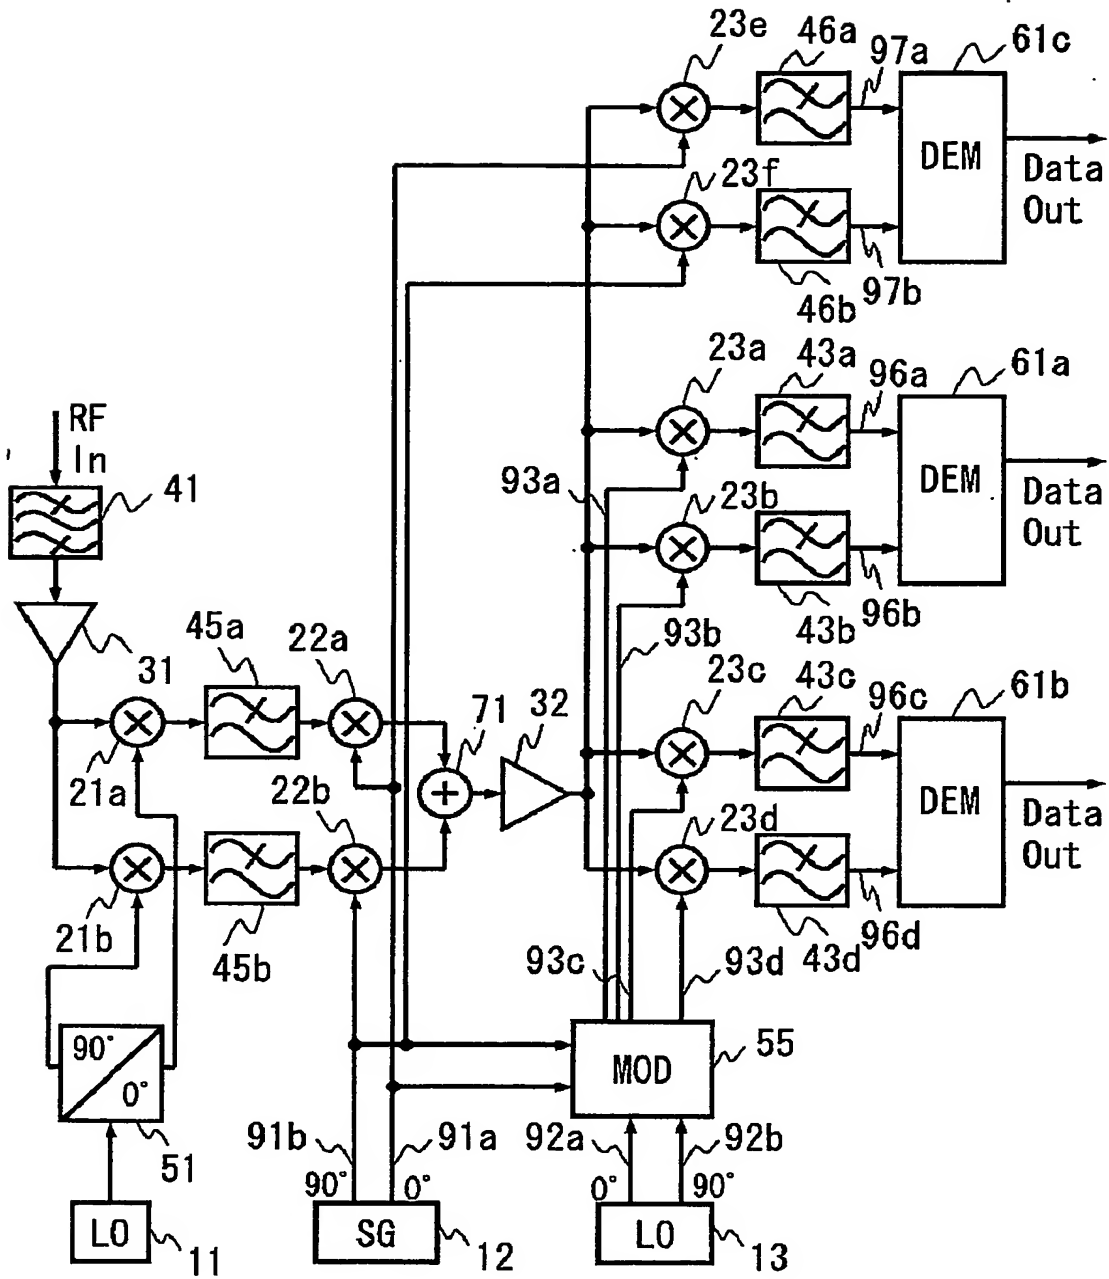 23e
46a
97a
61c
DEM
Data
Out
23f
46b
97b
23a
43a
96a
61a
RF
In
41
93a
23b
DEM
Data
Out
31
45a
22a
43b
96b
93b
23c
43c
96c
61b
71
32
21a
22b
DEM
Data
Out
23d
21b
45b
43d
96d
93c
93d
90°
0°
MOD
55
51
91b
91a
92a
92b
90°
0°
0°
90°
LO
11
SG
12
LO
13